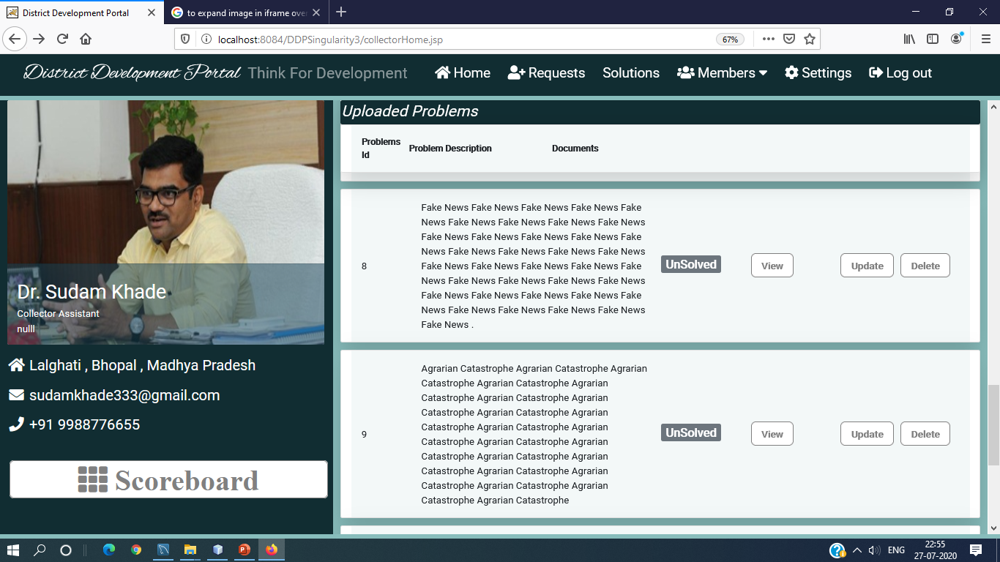 District Development Portal
to expand image in iframe ove
localhost:8084/DDPSingularity3/collectorHome.jsp
67%
District Development Portal Think For Development Home Requests Solutions Members Settings Log out
Dr. Sudam Khade
Collector Assistant
nulll
Lalghati , Bhopal , Madhya Pradesh
sudamkhade333@gmail.com
+91 9988776655
Scoreboard
Uploaded Problems
Problems
Id
Problem Description
Documents
8
Fake News Fake News Fake News Fake News Fake
News Fake News Fake News Fake News Fake News
Fake News Fake News Fake News Fake News Fake
News Fake News Fake News Fake News Fake News
Fake News Fake News Fake News Fake News Fake
News Fake News Fake News Fake News Fake News
Fake News Fake News Fake News Fake News Fake
News Fake News Fake News Fake News Fake News
Fake News .
UnSolved
View
Update
Delete
9
Agrarian Catastrophe Agrarian Catastrophe Agrarian
Catastrophe Agrarian Catastrophe Agrarian
Catastrophe Agrarian Catastrophe Agrarian
Catastrophe Agrarian Catastrophe Agrarian
Catastrophe Agrarian Catastrophe Agrarian
Catastrophe Agrarian Catastrophe Agrarian
Catastrophe Agrarian Catastrophe Agrarian
Catastrophe Agrarian Catastrophe Agrarian
Catastrophe Agrarian Catastrophe Agrarian
Catastrophe Agrarian Catastrophe
UnSolved
View
Update
Delete
ENG
22:55
27-07-2020